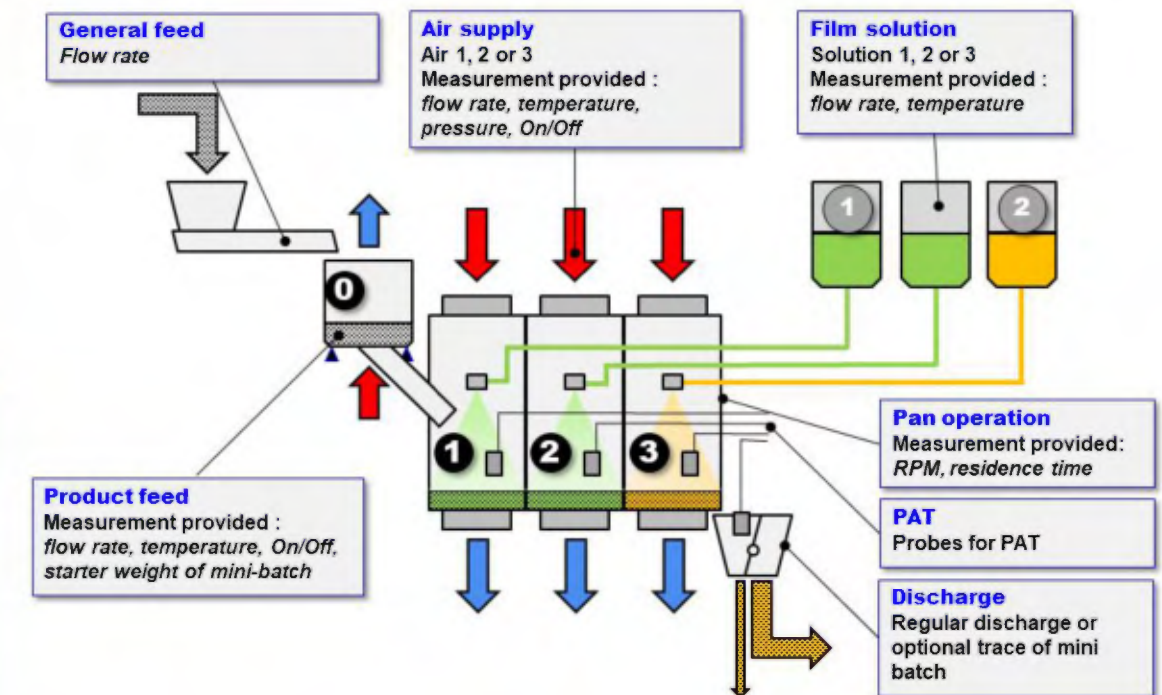 General feed
Flow rate
Air supply
Air 1, 2 or 3
Measurement provided :
flow rate, temperature,
pressure, On/Off
Film solution
Solution 1, 2 or 3
Measurement provided :
flow rate, temperature
1
2
0
1
2
3
Pan operation
Measurement provided:
RPM, residence time
Product feed
Measurement provided :
flow rate, temperature, On/Off,
starter weight of mini-batch
PAT
Probes for PAT
Discharge
Regular discharge or
optional trace of mini
batch